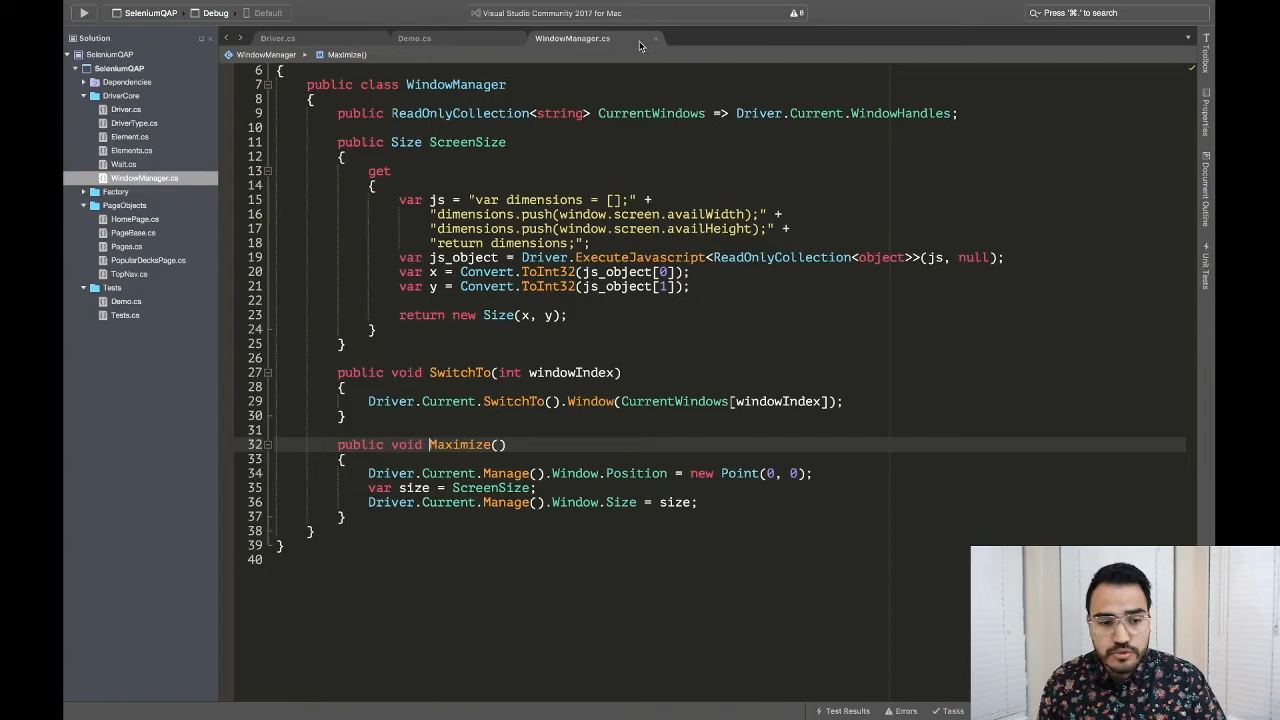 SeleniumQAP
Debug
Default
Visual Studio Community 2017 for Mac
8
Press '⌘.' to search
Solution
Driver.cs
Demo.cs
WindowManager.cs
WindowManager
Maximize()
SeleniumQAP
SeleniumQAP
Dependencies
DriverCore
Driver.cs
DriverType.cs
Element.cs
Elements.cs
Wait.cs
WindowManager.cs
Factory
PageObjects
HomePage.cs
PageBase.cs
Pages.cs
PopularDecksPage.cs
TopNav.cs
Tests
Demo.cs
Tests.cs
6 {
7 public class WindowManager
8 {
9 public ReadOnlyCollection<string> CurrentWindows => Driver.Current.WindowHandles;
10
11 public Size ScreenSize
12 {
13 get
14 {
15 var js = "var dimensions = [];" +
16 "dimensions.push(window.screen.availWidth);" +
17 "dimensions.push(window.screen.availHeight);" +
18 "return dimensions;";
19 var js_object = Driver.ExecuteJavascript<ReadOnlyCollection<object>>(js, null);
20 var x = Convert.ToInt32(js_object[0]);
21 var y = Convert.ToInt32(js_object[1]);
22
23 return new Size(x, y);
24 }
25 }
26
27 public void SwitchTo(int windowIndex)
28 {
29 Driver.Current.SwitchTo().Window(CurrentWindows[windowIndex]);
30 }
31
32 public void Maximize()
33 {
34 Driver.Current.Manage().Window.Position = new Point(0, 0);
35 var size = ScreenSize;
36 Driver.Current.Manage().Window.Size = size;
37 }
38 }
39 }
40
Toolbox
Properties
Document Outline
Unit Tests
Test Results
Errors
Tasks